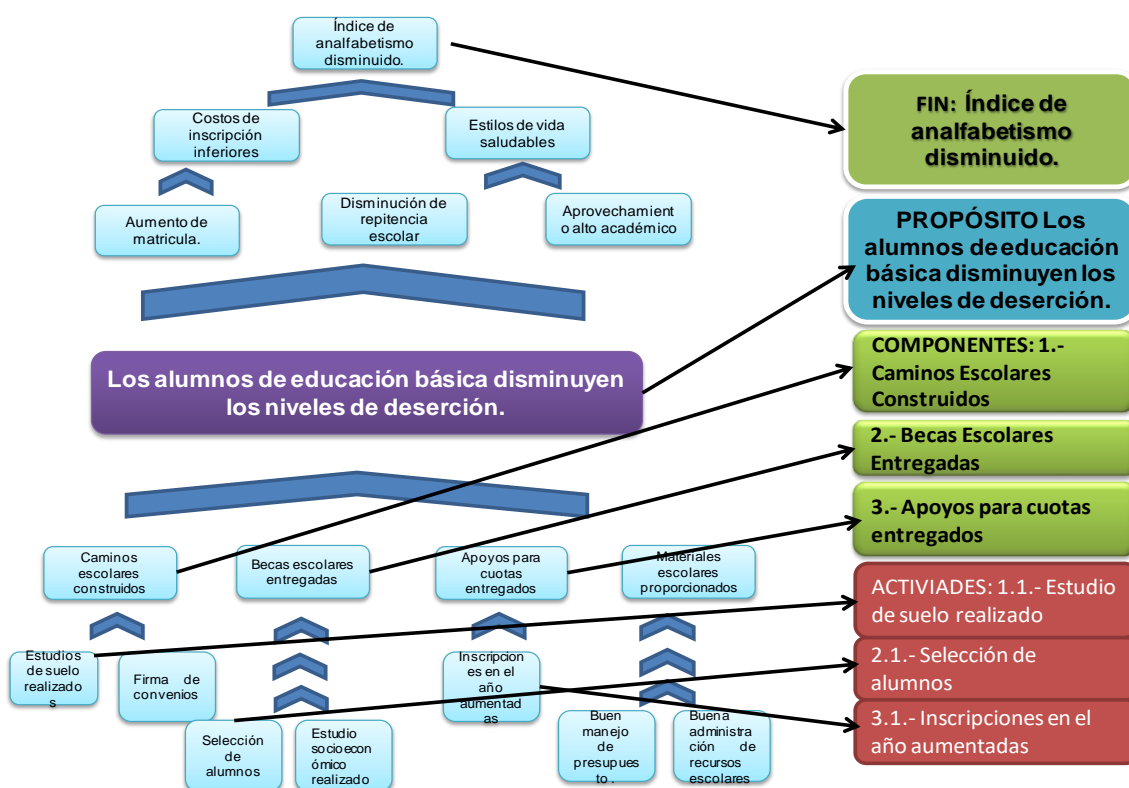 Índice de
analfabetismo
disminuido.
Costos de
inscripción
inferiores
Estilos de vida
saludables
Aumento de
matricula.
Disminución de
repitencia
escolar
Aprovechamient
o alto académico
Los alumnos de educación básica disminuyen
los niveles de deserción.
Caminos
escolares
construidos
Becas escolares
entregadas
Apoyos para
cuotas
entregados
Materiales
escolares
proporcionados
Estudios
de suelo
realizado
s
Firma de
convenios
Selección
de
alumnos
Estudio
socioecon
ómico
realizado
Inscripcion
es en el
año
aumentadas
Buen
manejo
de
presupue
sto .
Buena
administra
ción de
recursos
escolares
FIN: Índice de
analfabetismo
disminuido.
PROPÓSITO Los
alumnos de educación
básica disminuyen los
niveles de deserción.
COMPONENTES: 1.-
Caminos Escolares
Construidos
2.- Becas Escolares
Entregadas
3.- Apoyos para cuotas
entregados
ACTIVIADES: 1.1.- Estudio
de suelo realizado
2.1.- Selección de
alumnos
3.1.- Inscripciones en el
año aumentadas